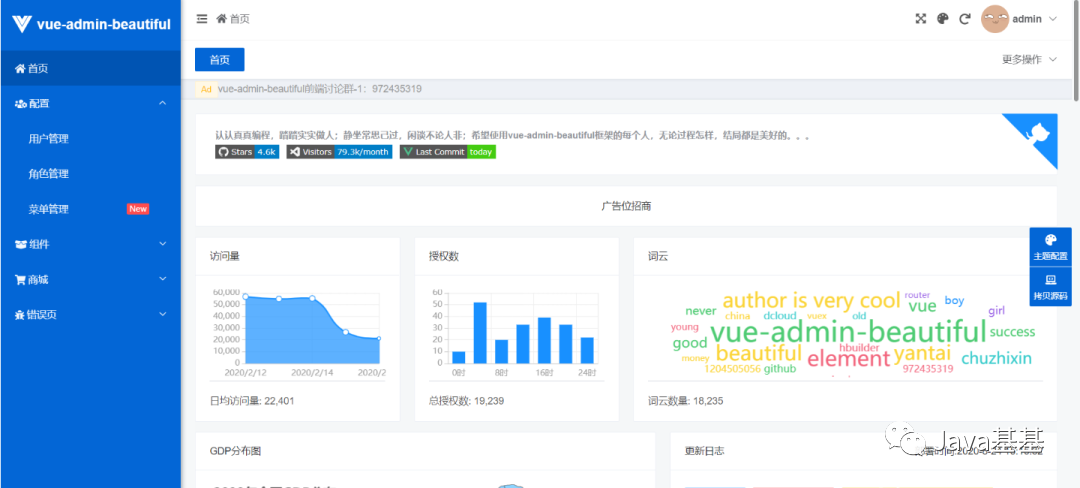 vue-admin-beautiful
首页
配置
用户管理
角色管理
菜单管理 New
组件
商城
错误页
首页
admin
首页
更多操作
Ad vue-admin-beautiful前端讨论群-1：972435319
认认真真编程，踏踏实实做人；静坐常思己过，闲谈不论人非；希望使用vue-admin-beautiful框架的每个人，无论过程怎样，结局都是美好的。。。
Stars 4.6k Visitors 79.3k/month Last Commit today
广告位招商
主题配置
拷贝源码
访问量
60,000
50,000
40,000
30,000
20,000
10,000
0
2020/2/12 2020/2/14 2020/2
日均访问量: 22,401
授权数
60
50
40
30
20
10
0
0时 8时 16时 24时
总授权数: 19,239
词云
author is very cool
router
vue
boy
never
china
dcloud
vuex
old
girl
young
vue-admin-beautiful
success
good
hbuilder
money
beautiful
element
yantai
chuzhixin
1204505056
github
972435319
词云数量: 18,235
GDP分布图
更新日志
Java基基